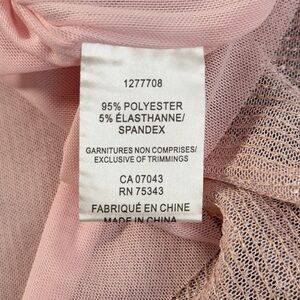 1277708
95% POLYESTER
5% ÉLASTHANNE/
SPANDEX
GARNITURES NON COMPRISES/
EXCLUSIVE OF TRIMMINGS
CA 07043
RN 75343
FABRIQUÉ EN CHINE
MADE IN CHINA